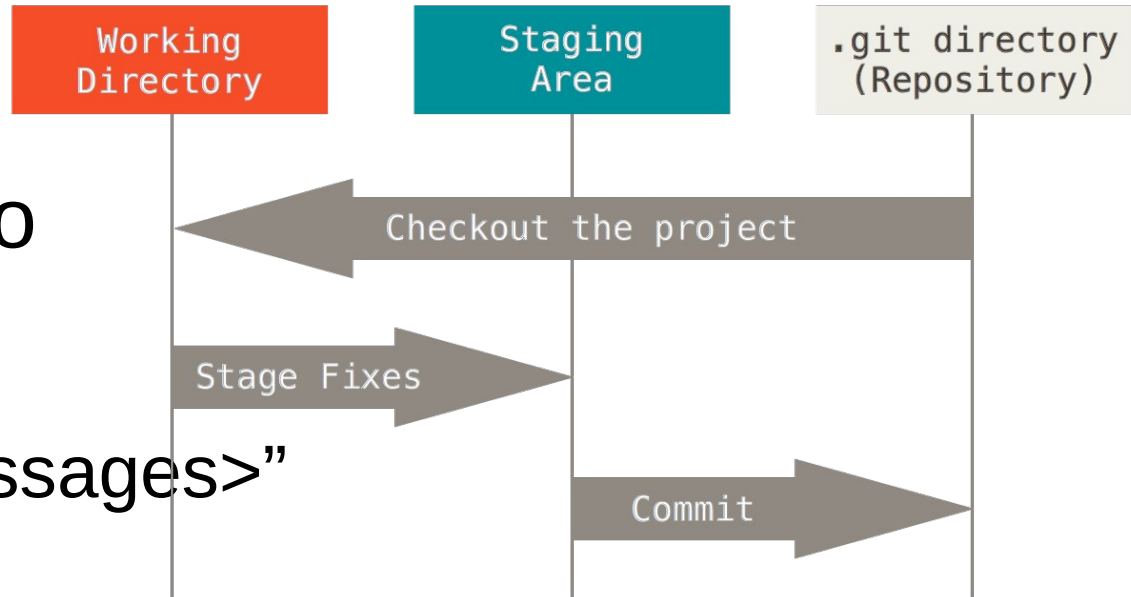 Working
Directory
Staging
Area
.git directory
(Repository)
o
Checkout the project
Stage Fixes
ssages>”
Commit